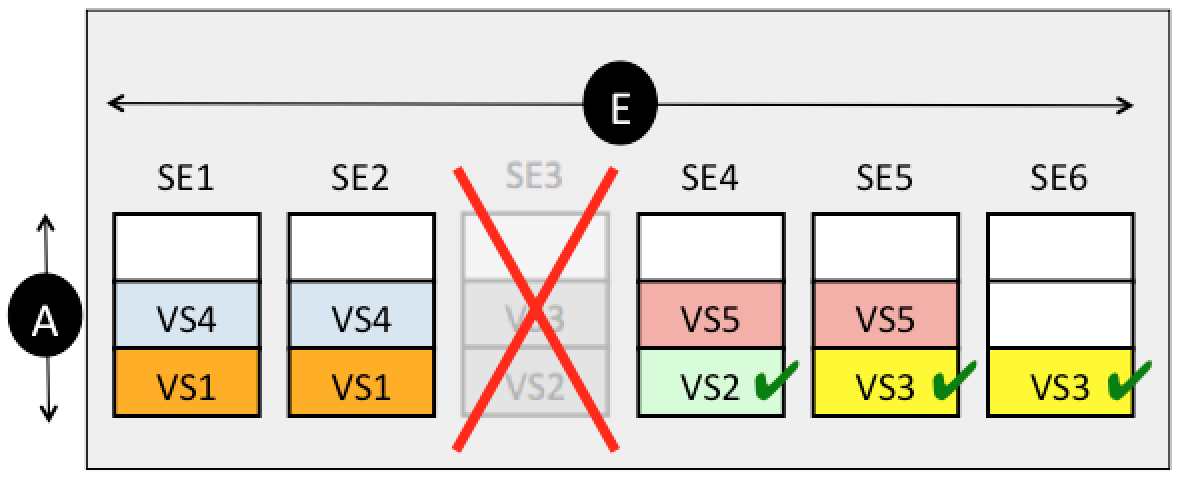 E
SE1 SE2 SE3 SE4 SE5 SE6
A
VS4 VS4 VS3 VS5 VS5
VS1 VS1 VS2 VS2 VS3 VS3